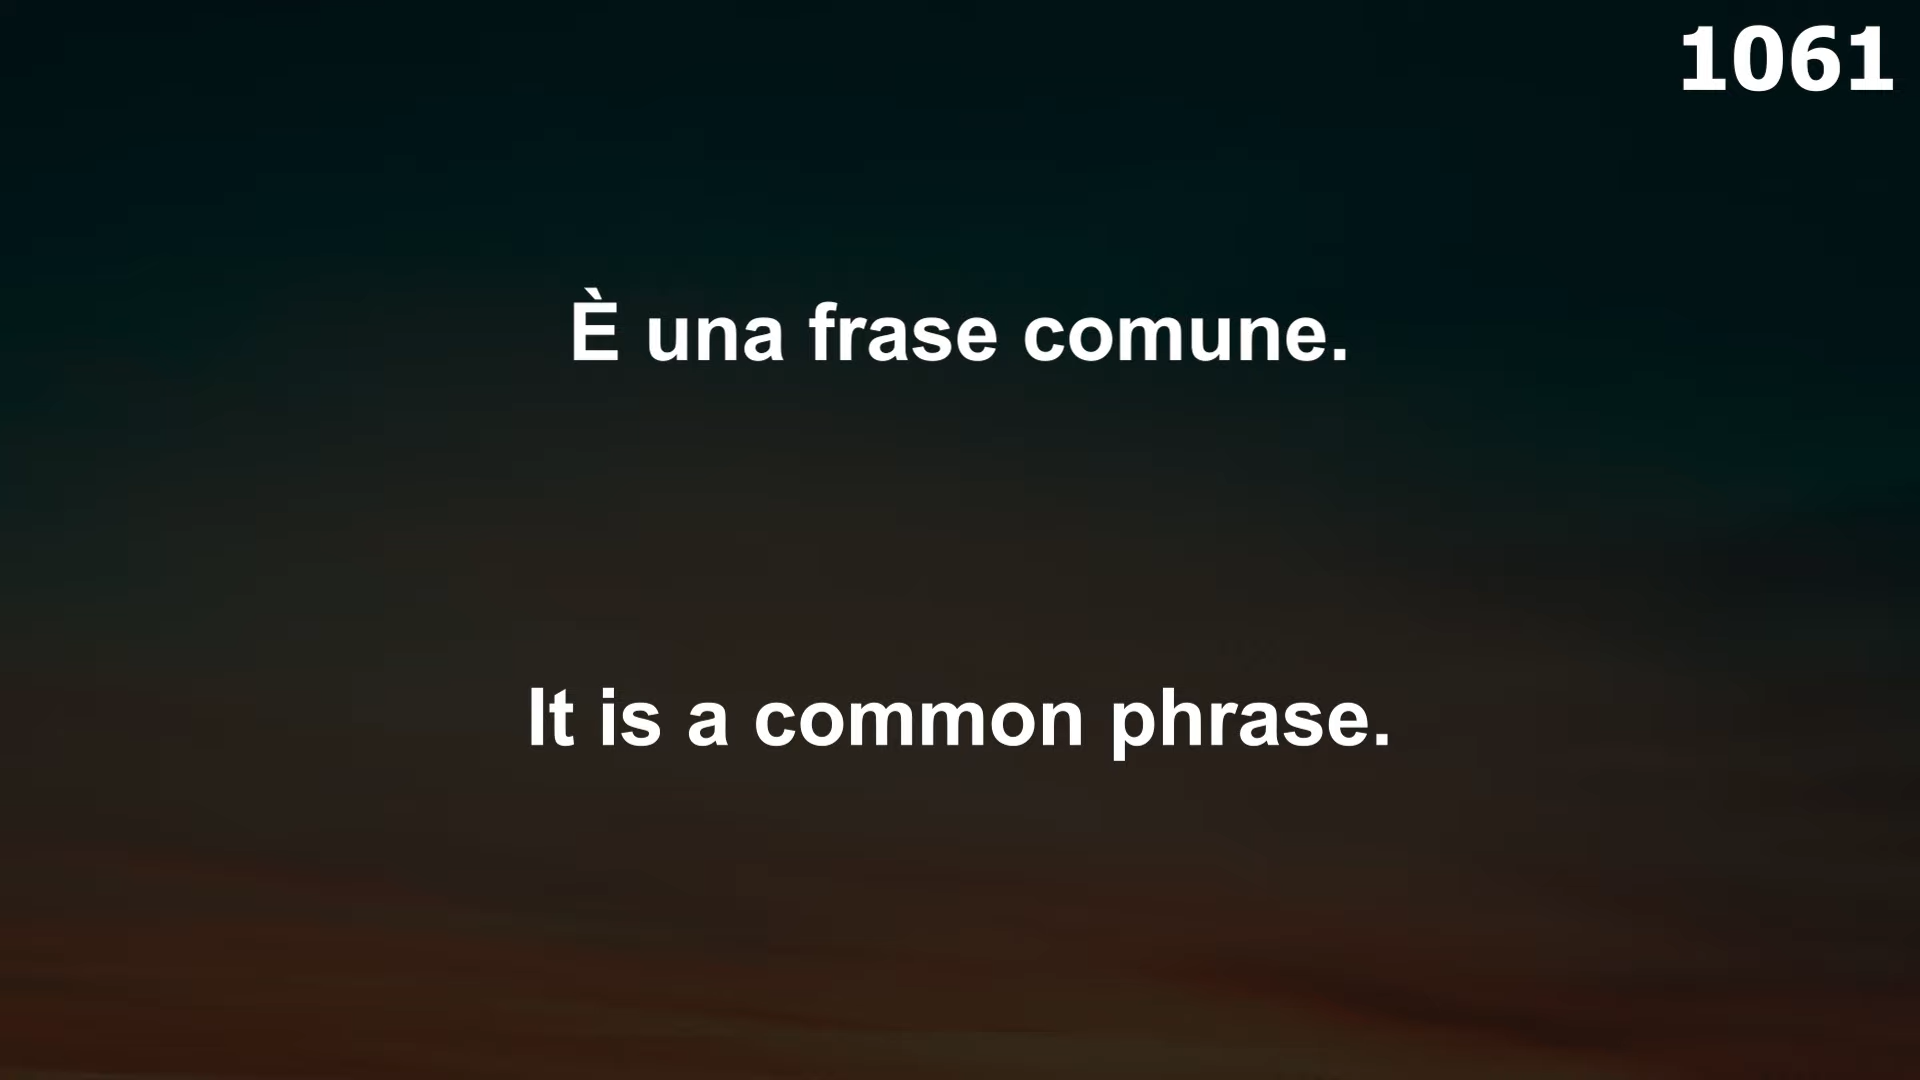 1061
È una frase comune.
It is a common phrase.